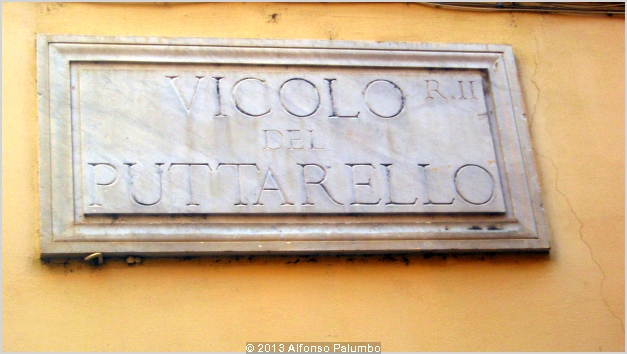 VICOLO R.II
DEL
PUTTARELLO
© 2013 Alfonso Palumbo